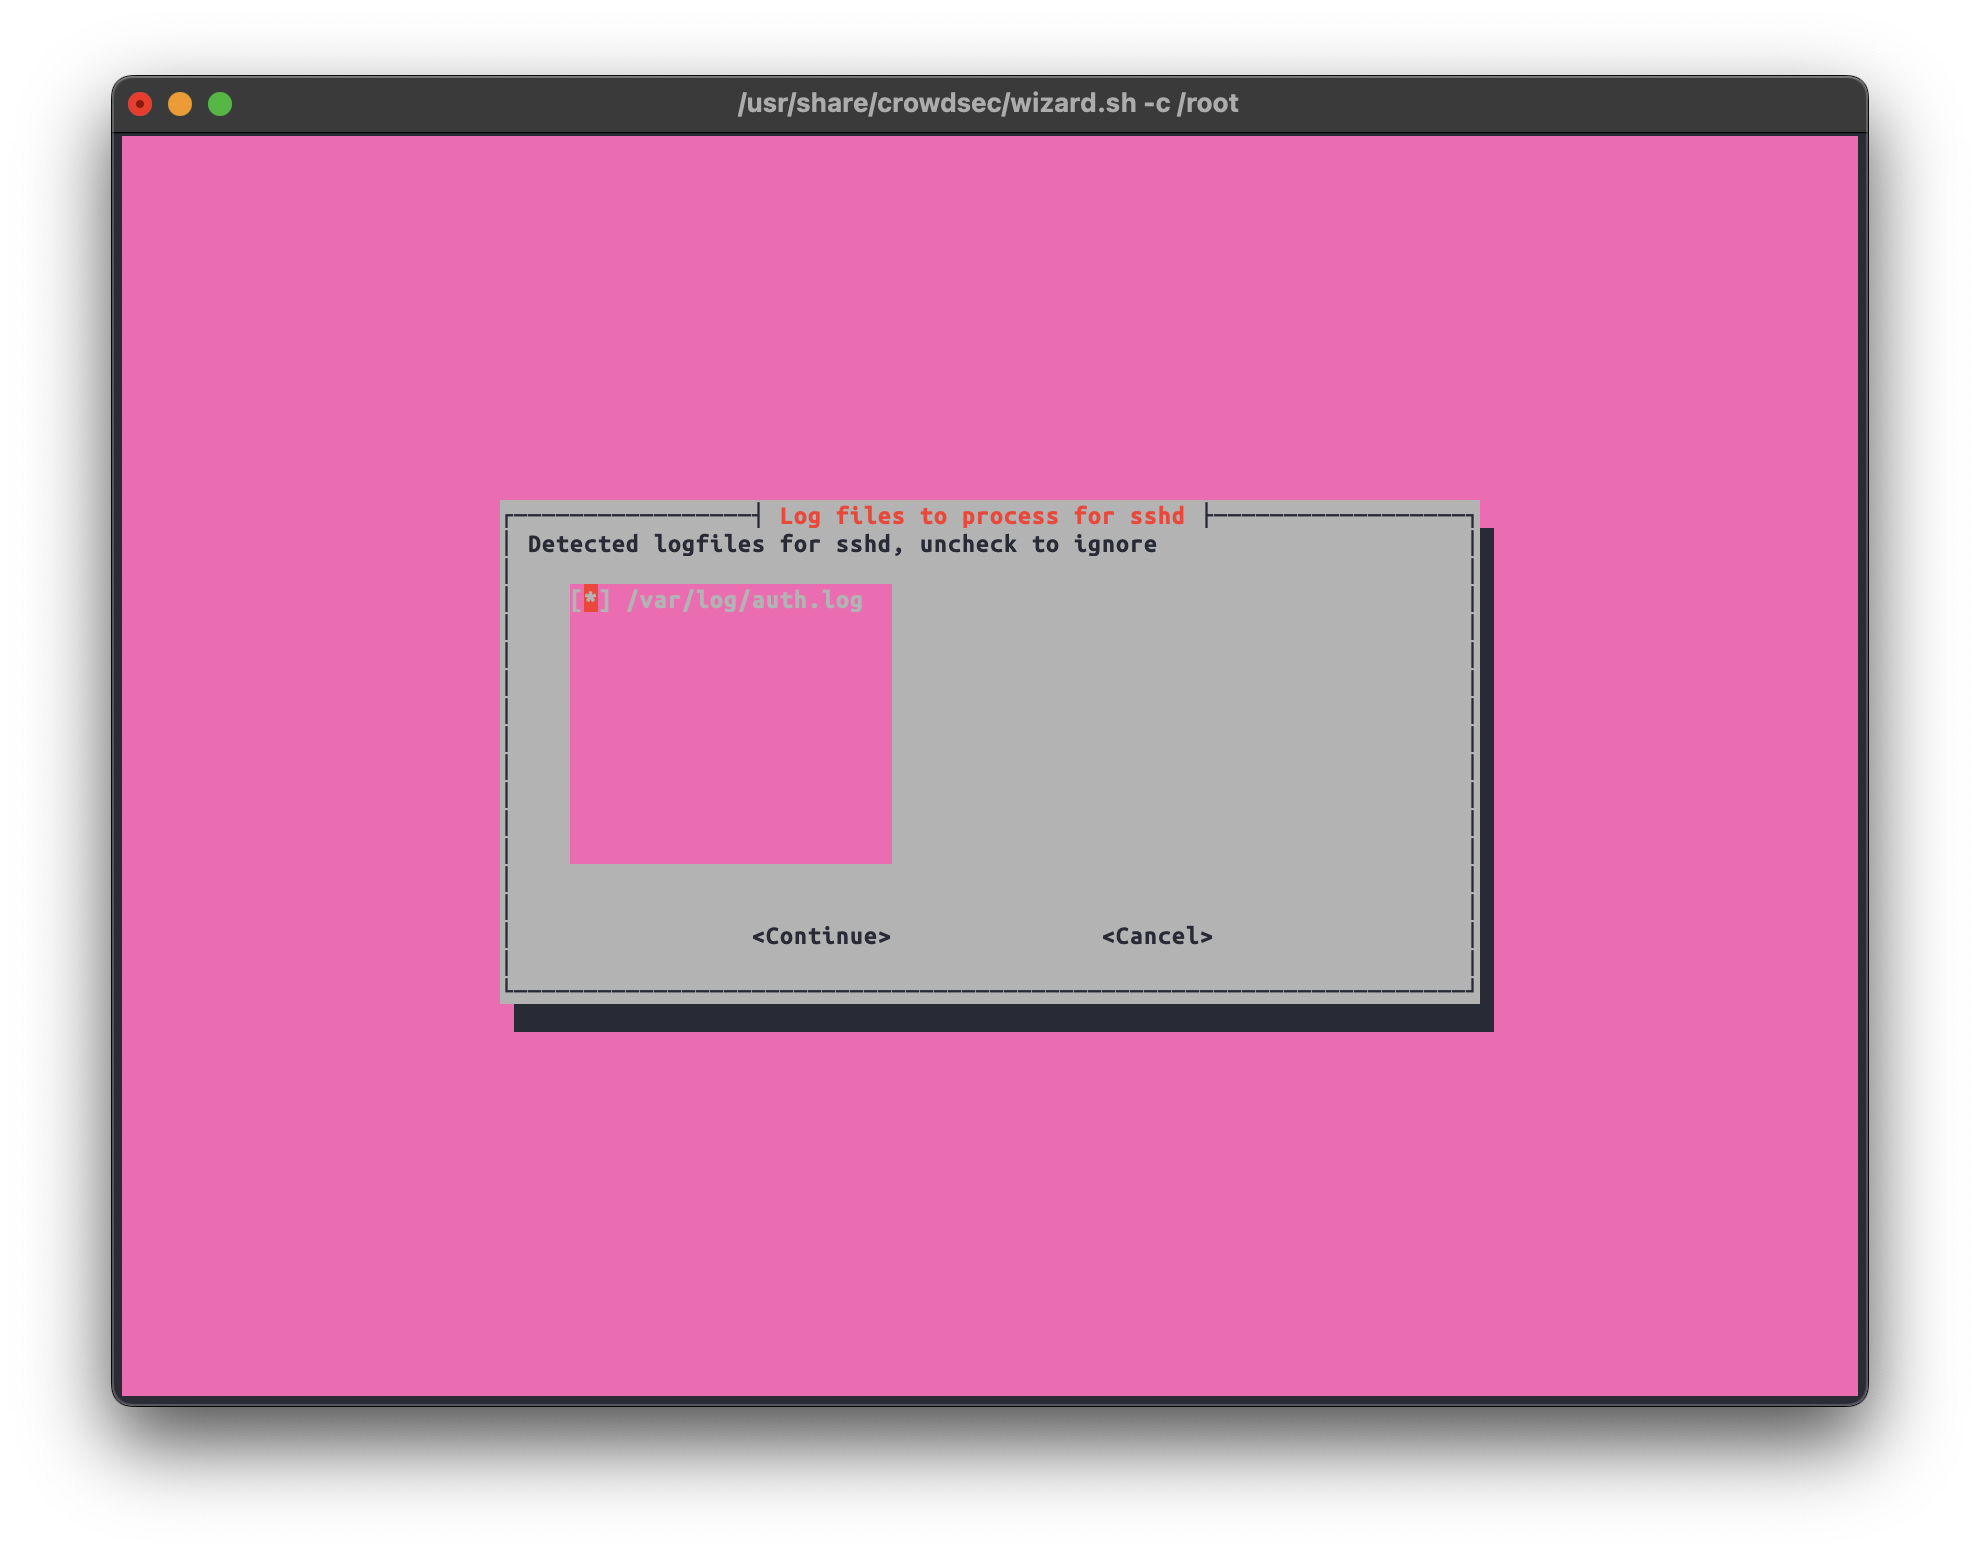 /usr/share/crowdsec/wizard.sh -c /root
Log files to process for sshd
Detected logfiles for sshd, uncheck to ignore
[*] /var/log/auth.log
<Continue> <Cancel>